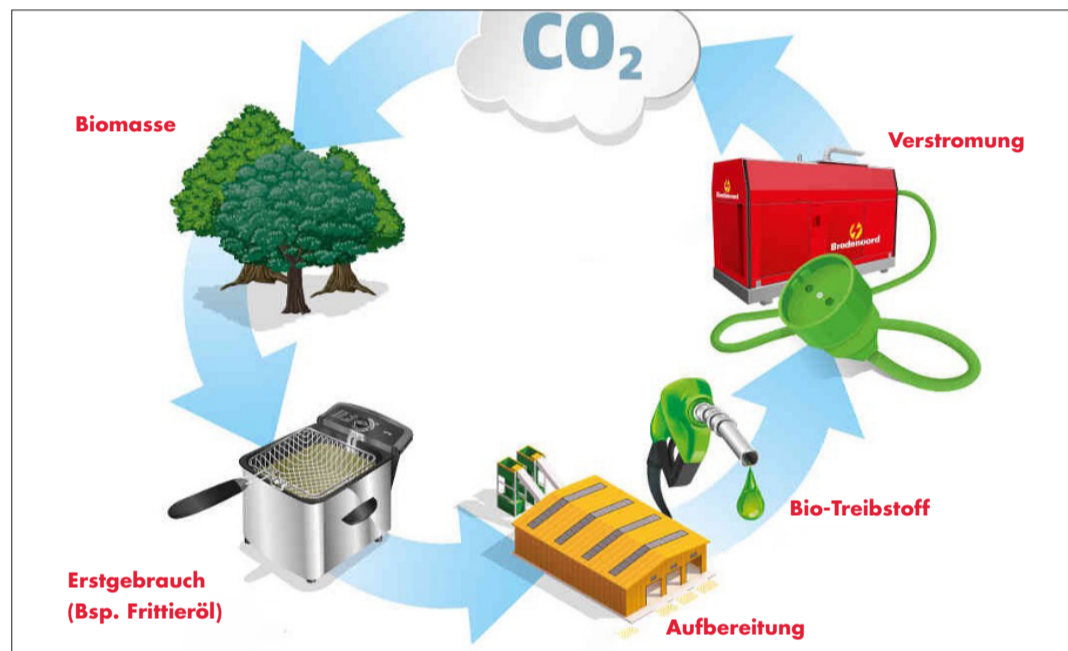 CO₂
Biomasse
Verstromung
Bredenoord
Bredenoord
Bio-Treibstoff
Erstgebrauch
(Bsp. Frittieröl)
Aufbereitung